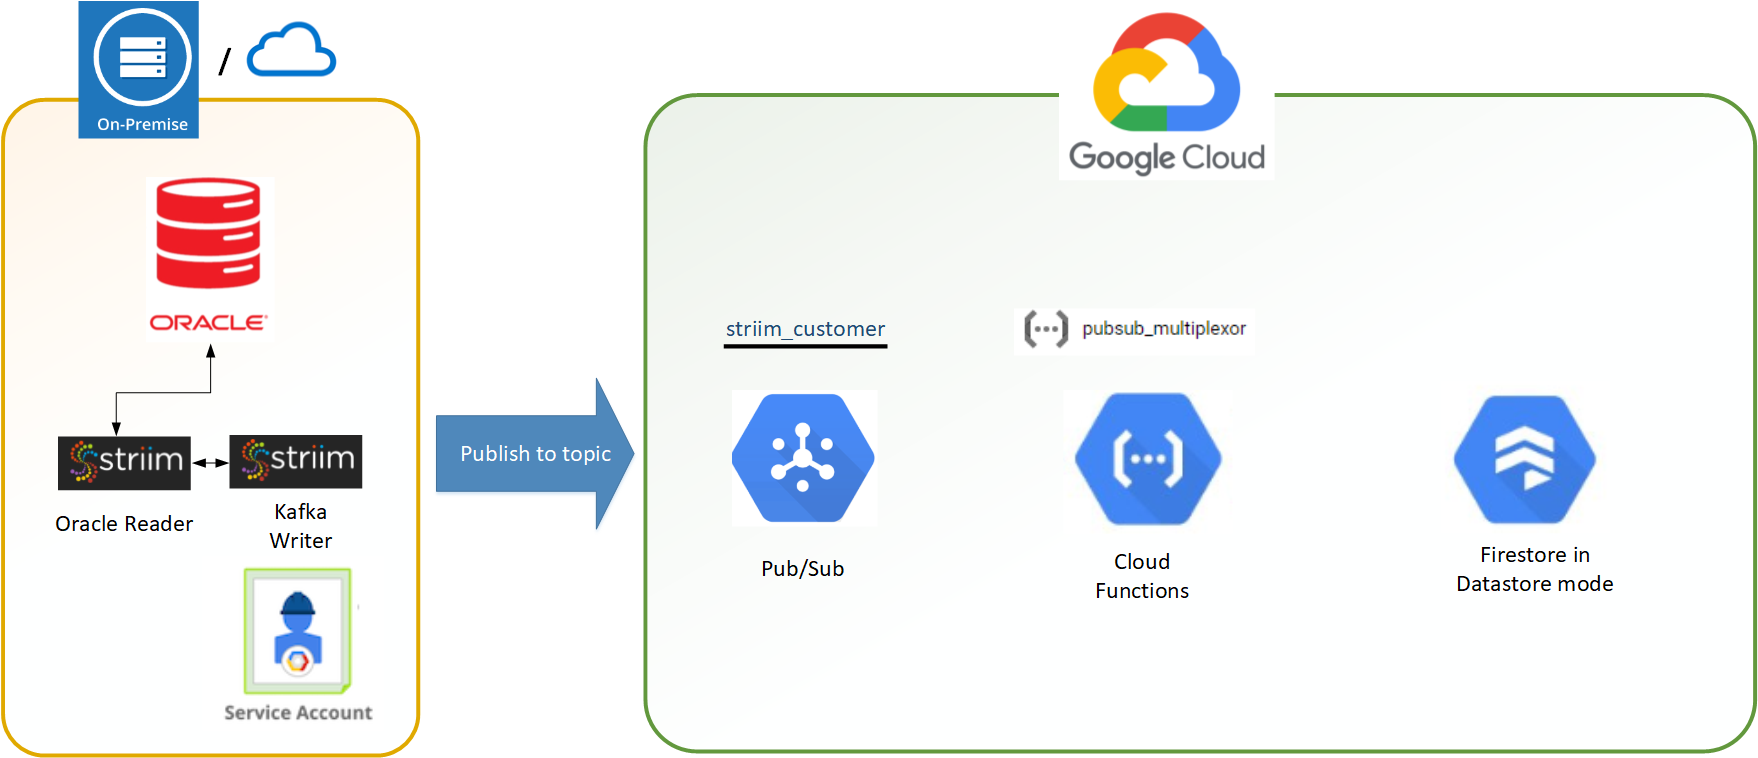 On-Premise
/
Google Cloud
ORACLE
striim_customer
pubsub_multiplexor
striim
striim
Publish to topic
Oracle Reader
Kafka
Writer
Pub/Sub
Cloud
Functions
Firestore in
Datastore mode
Service Account